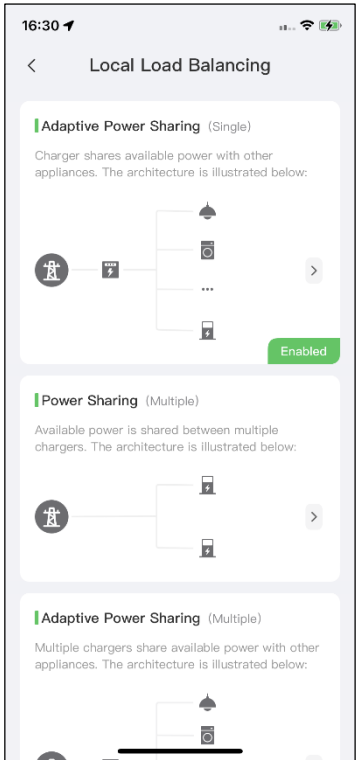 16:30
Local Load Balancing
Adaptive Power Sharing (Single)
Charger shares available power with other
appliances. The architecture is illustrated below:
...
Enabled
Power Sharing (Multiple)
Available power is shared between multiple
chargers. The architecture is illustrated below:
Adaptive Power Sharing (Multiple)
Multiple chargers share available power with other
appliances. The architecture is illustrated below: